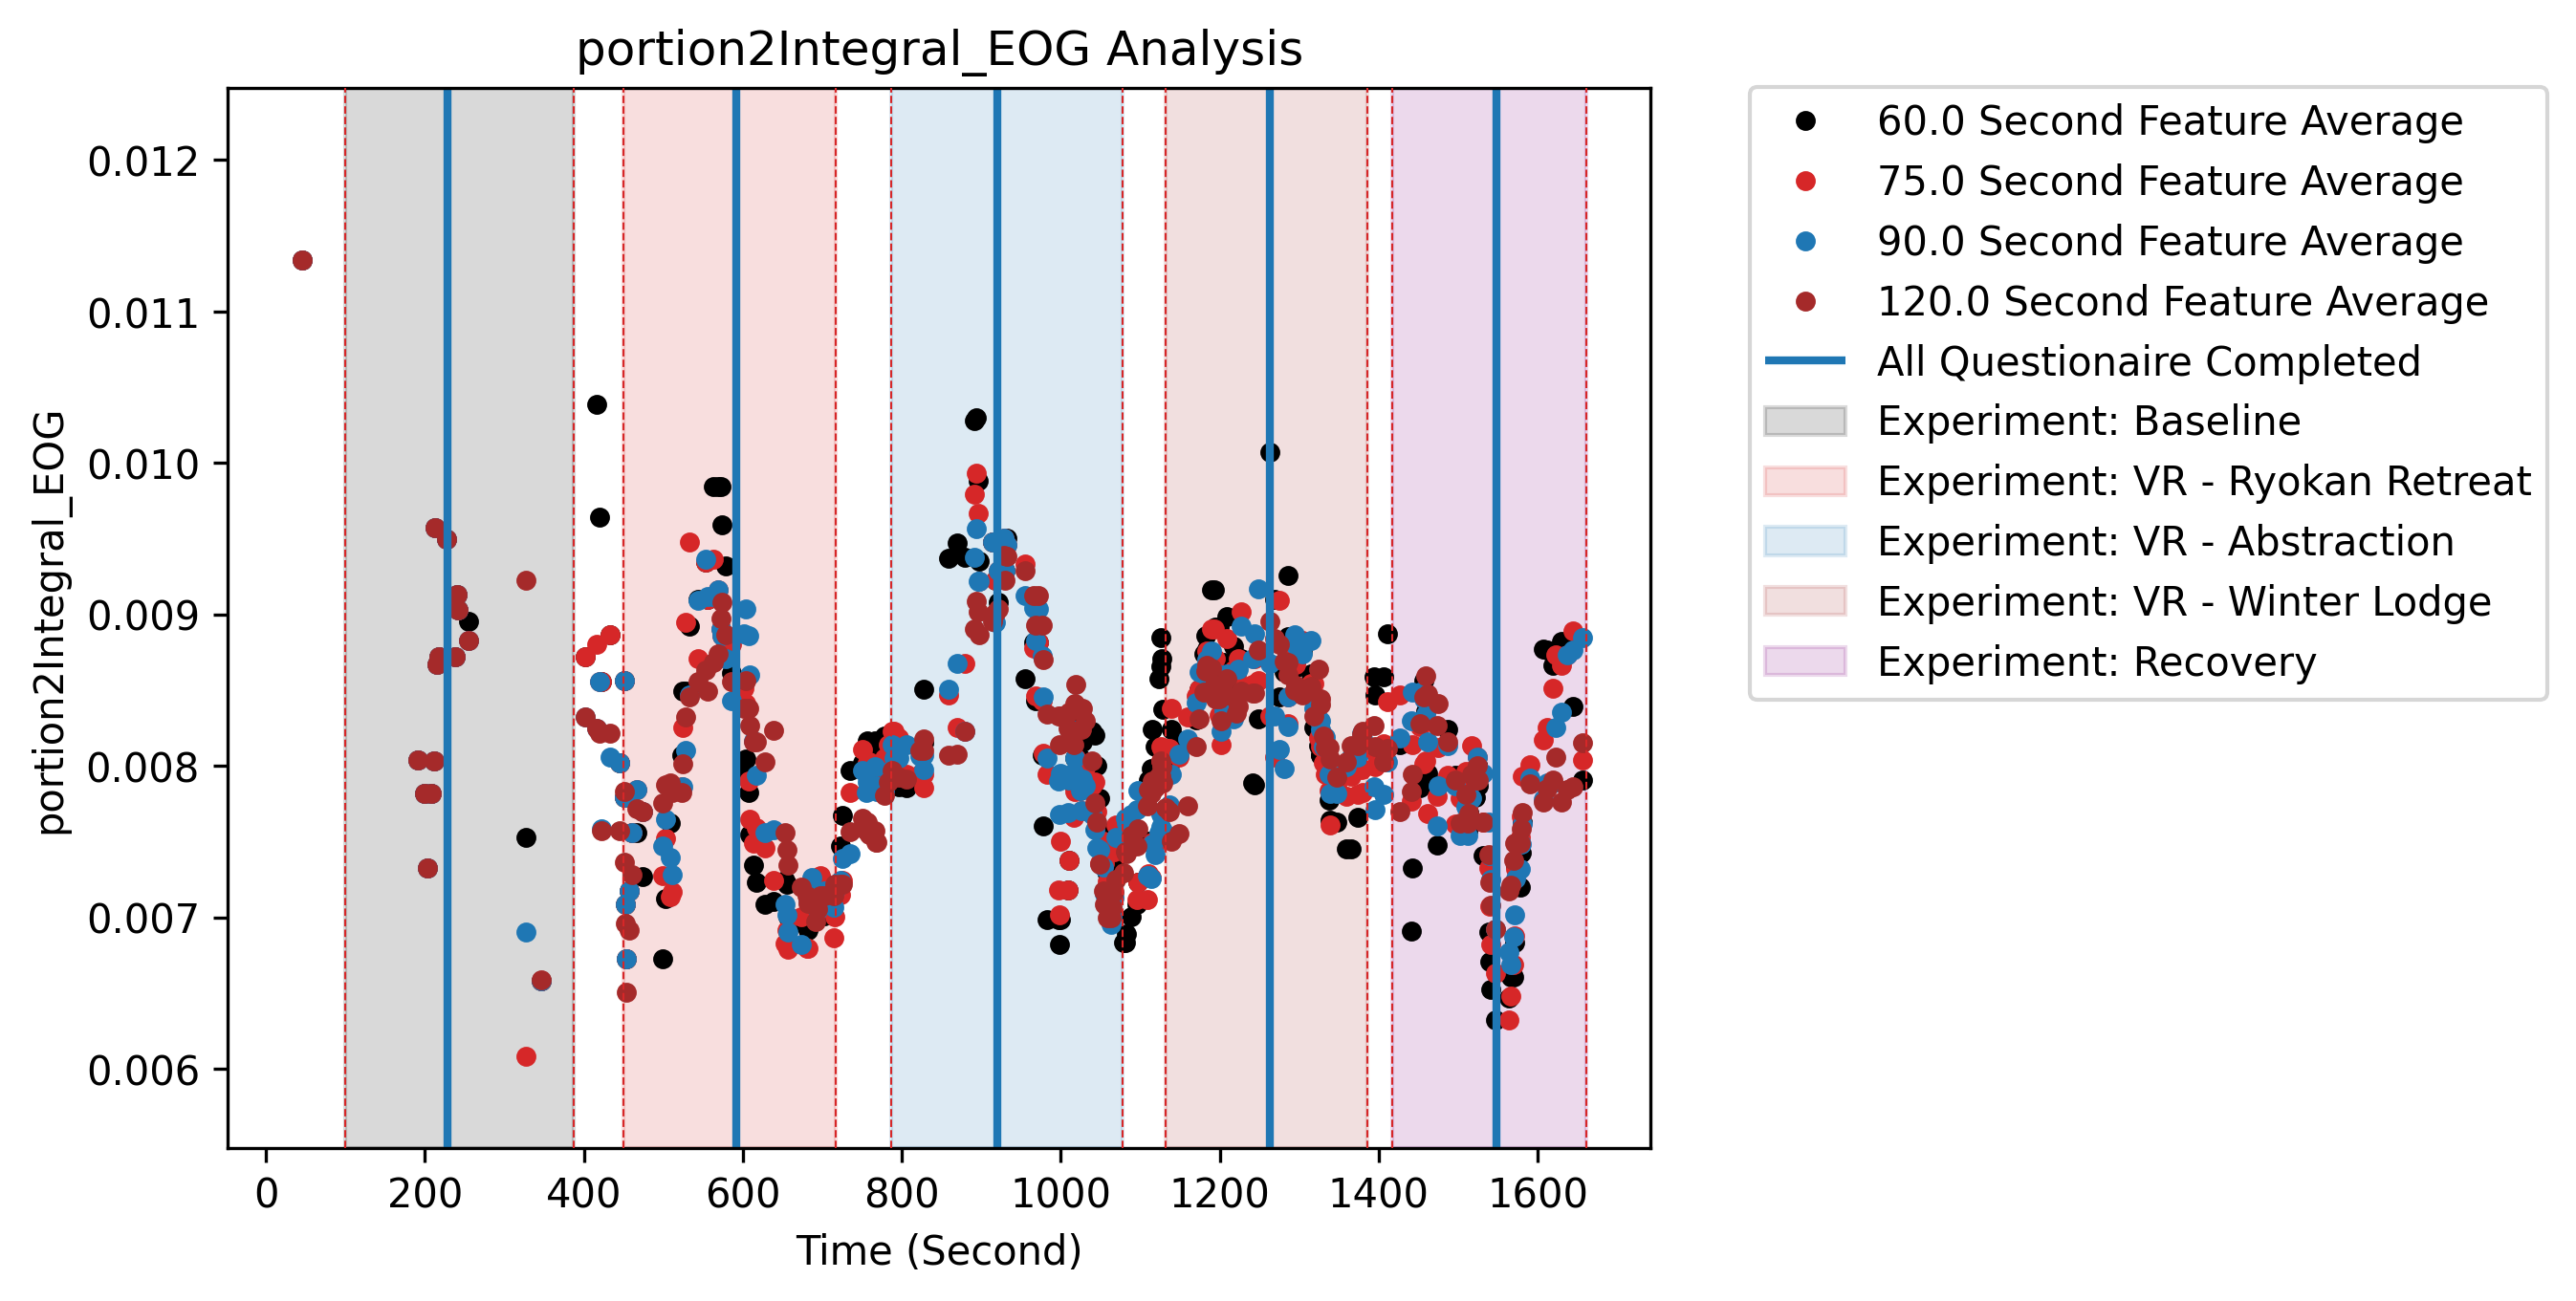 portion2Integral_EOG Analysis
portion2Integral_EOG
0.012
0.011
0.010
0.009
0.008
0.007
0.006
0 200 400 600 800 1000 1200 1400 1600
Time (Second)
60.0 Second Feature Average
75.0 Second Feature Average
90.0 Second Feature Average
120.0 Second Feature Average
All Questionaire Completed
Experiment: Baseline
Experiment: VR - Ryokan Retreat
Experiment: VR - Abstraction
Experiment: VR - Winter Lodge
Experiment: Recovery